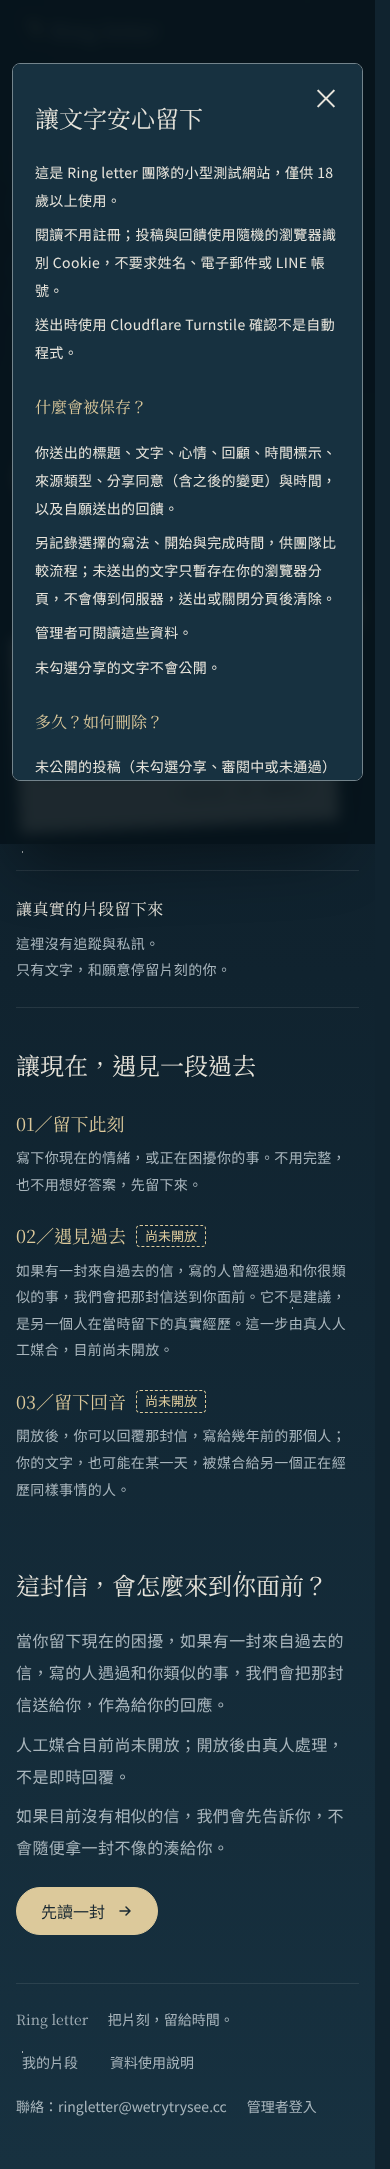 讓文字安心留下
這是 Ring letter 團隊的小型測試網站，僅供 18
歲以上使用。
閱讀不用註冊；投稿與回饋使用隨機的瀏覽器識
別 Cookie，不要求姓名、電子郵件或 LINE 帳
號。
送出時使用 Cloudflare Turnstile 確認不是自動
程式。
什麼會被保存？
你送出的標題、文字、心情、回顧、時間標示、
來源類型、分享同意（含之後的變更）與時間，
以及自願送出的回饋。
另記錄選擇的寫法、開始與完成時間，供團隊比
較流程；未送出的文字只暫存在你的瀏覽器分
頁，不會傳到伺服器，送出或關閉分頁後清除。
管理者可閱讀這些資料。
未勾選分享的文字不會公開。
多久？如何刪除？
未公開的投稿（未勾選分享、審閱中或未通過）
讓真實的片段留下來
這裡沒有追蹤與私訊。
只有文字，和願意停留片刻的你。
讓現在，遇見一段過去
01／留下此刻
寫下你現在的情緒，或正在困擾你的事。不用完整，
也不用想好答案，先留下來。
02／遇見過去 尚未開放
如果有一封來自過去的信，寫的人曾經遇過和你很類
似的事，我們會把那封信送到你面前。它不是建議，
是另一個人在當時留下的真實經歷。這一步由真人人
工媒合，目前尚未開放。
03／留下回音 尚未開放
開放後，你可以回覆那封信，寫給幾年前的那個人；
你的文字，也可能在某一天，被媒合給另一個正在經
歷同樣事情的人。
這封信，會怎麼來到你面前？
當你留下現在的困擾，如果有一封來自過去的
信，寫的人遇過和你類似的事，我們會把那封
信送給你，作為給你的回應。
人工媒合目前尚未開放；開放後由真人處理，
不是即時回覆。
如果目前沒有相似的信，我們會先告訴你，不
會隨便拿一封不像的湊給你。
先讀一封 →
Ring letter 把片刻，留給時間。
我的片段 資料使用說明
聯絡：ringletter@wetrytrysee.cc 管理者登入